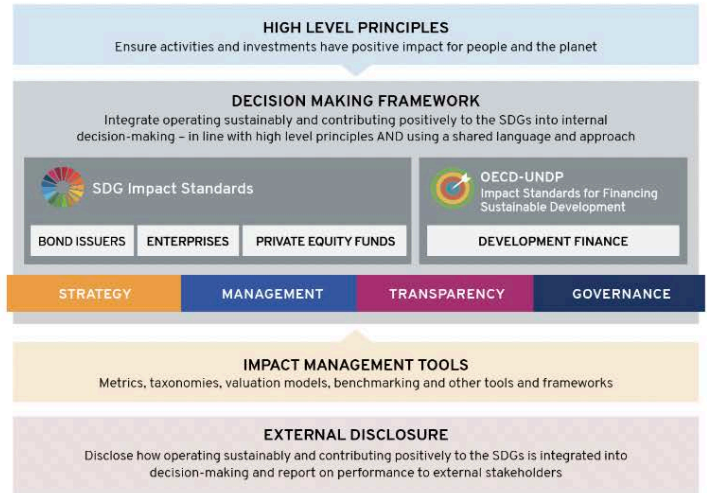 HIGH LEVEL PRINCIPLES
Ensure activities and investments have positive impact for people and the planet
DECISION MAKING FRAMEWORK
Integrate operating sustainably and contributing positively to the SDGs into internal
decision-making – in line with high level principles AND using a shared language and approach
SDG Impact Standards
BOND ISSUERS
ENTERPRISES
PRIVATE EQUITY FUNDS
OECD-UNDP
Impact Standards for Financing
Sustainable Development
DEVELOPMENT FINANCE
STRATEGY
MANAGEMENT
TRANSPARENCY
GOVERNANCE
IMPACT MANAGEMENT TOOLS
Metrics, taxonomies, valuation models, benchmarking and other tools and frameworks
EXTERNAL DISCLOSURE
Disclose how operating sustainably and contributing positively to the SDGs is integrated into
decision-making and report on performance to external stakeholders